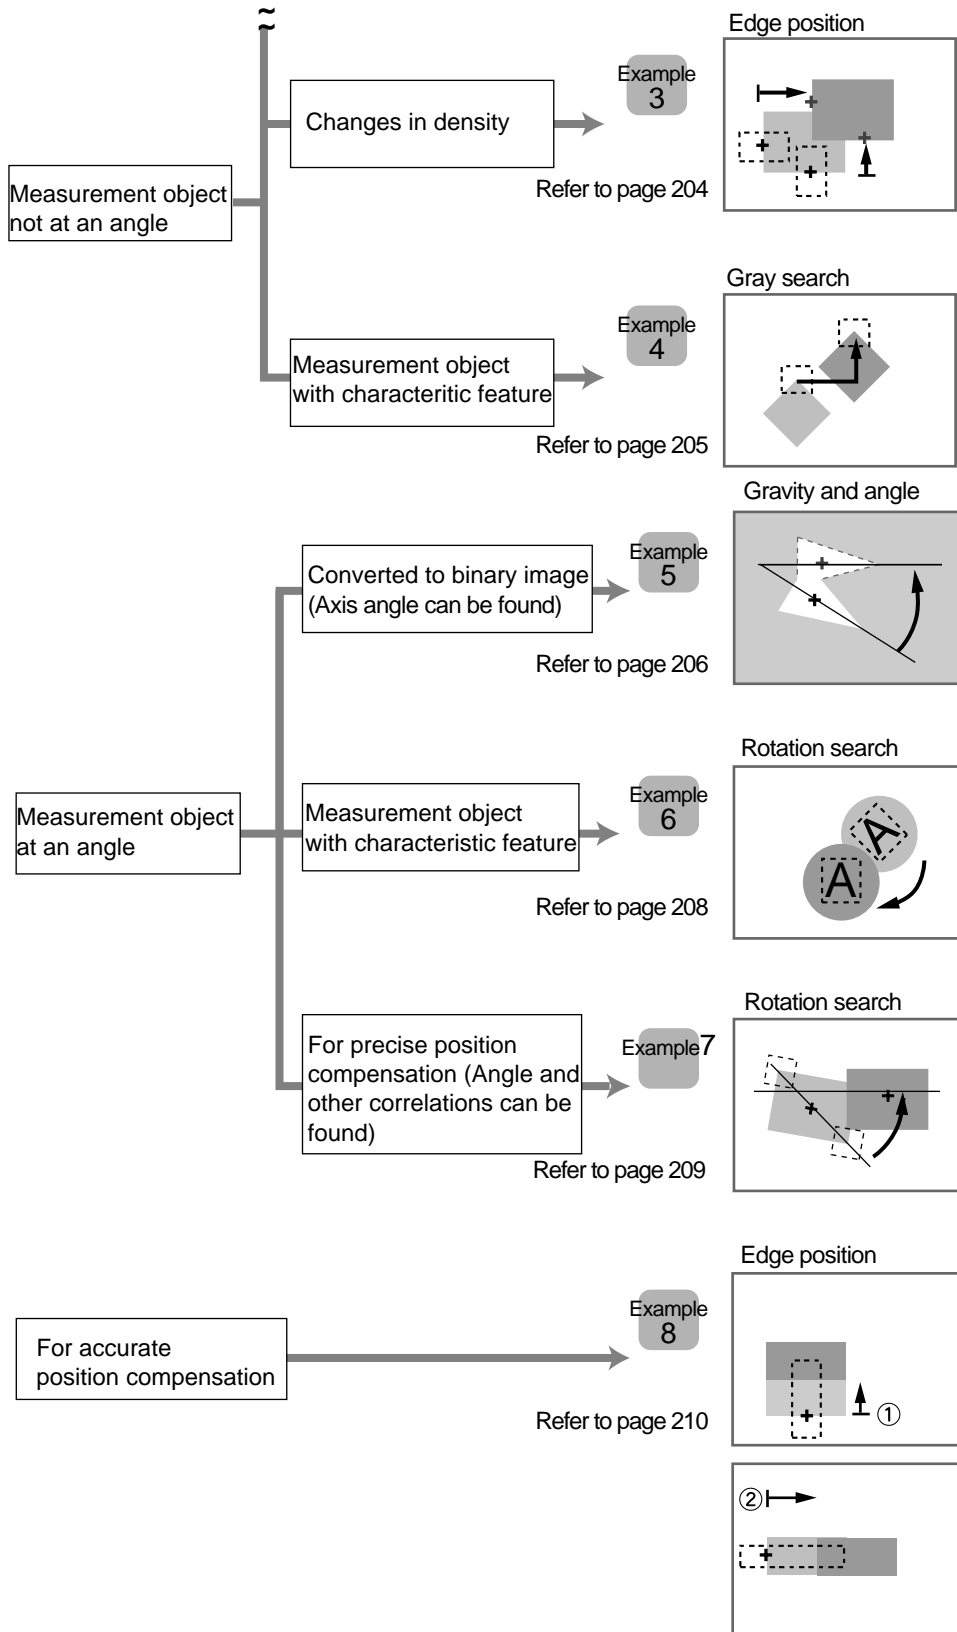 Edge position
Example
3
Changes in density
Refer to page 204
Measurement object
not at an angle
Gray search
Example
4
Measurement object
with characteritic feature
Refer to page 205
Gravity and angle
Example
5
Converted to binary image
(Axis angle can be found)
Refer to page 206
Rotation search
Example
6
Measurement object
with characteristic feature
Measurement object
at an angle
A
A
Refer to page 208
Rotation search
Example7
For precise position
compensation (Angle and
other correlations can be
found)
Refer to page 209
Edge position
Example
8
For accurate
position compensation
Refer to page 210
①
②